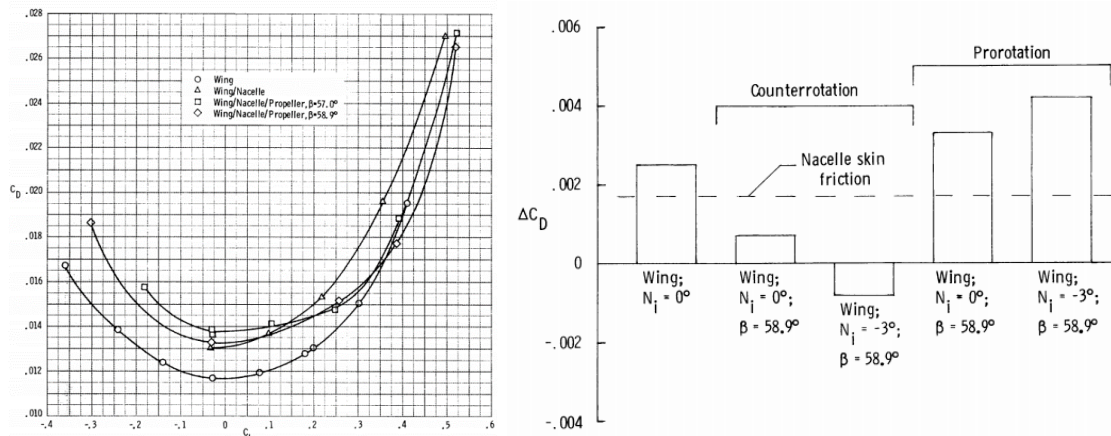 .028
.026
.024
.022
.020
C_D
.018
.016
.014
.012
.010
-.4
-.3
-.2
-.1
0
.1
.2
.3
.4
.5
.6
C
○ Wing
△ Wing/Nacelle
□ Wing/Nacelle/Propeller, β=57.0°
◇ Wing/Nacelle/Propeller, β=58.9°
.006
.004
.002
0
-.002
-.004
ΔC_D
Prorotation
Counterrotation
Nacelle skin
friction
Wing;
N_i = 0°
Wing;
N_i = 0°;
β = 58.9°
Wing;
N_i = -3°;
β = 58.9°
Wing;
N_i = 0°;
β = 58.9°
Wing;
N_i = -3°;
β = 58.9°